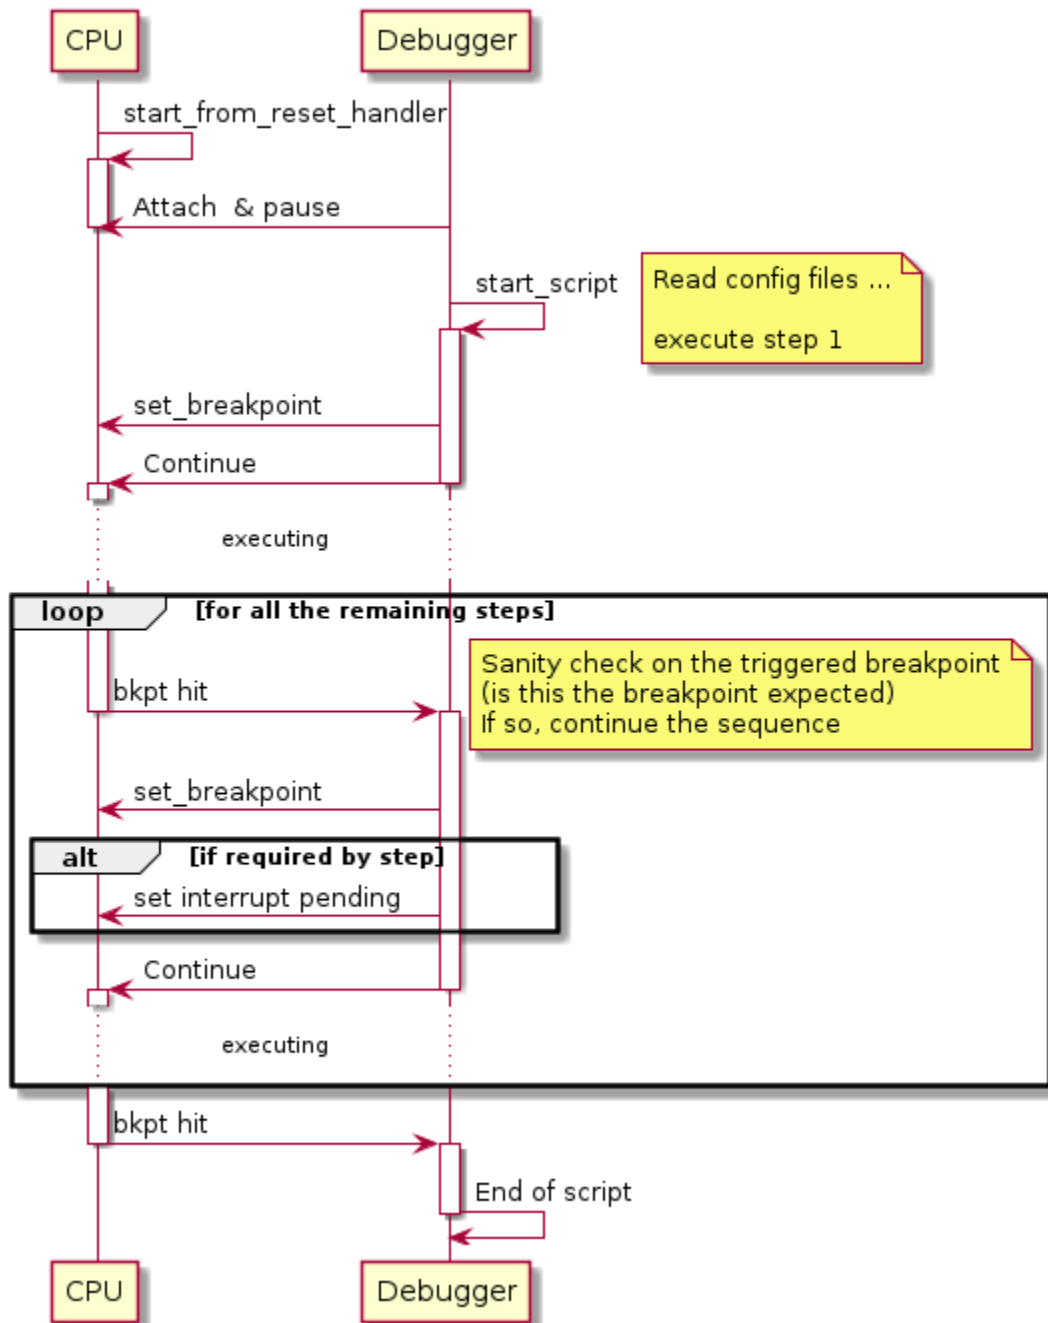 CPU
Debugger
start_from_reset_handler
Attach  & pause
start_script
Read config files ...
execute step 1
set_breakpoint
Continue
executing
loop
[for all the remaining steps]
Sanity check on the triggered breakpoint
(is this the breakpoint expected)
If so, continue the sequence
bkpt hit
set_breakpoint
alt
[if required by step]
set interrupt pending
Continue
executing
bkpt hit
End of script
CPU
Debugger